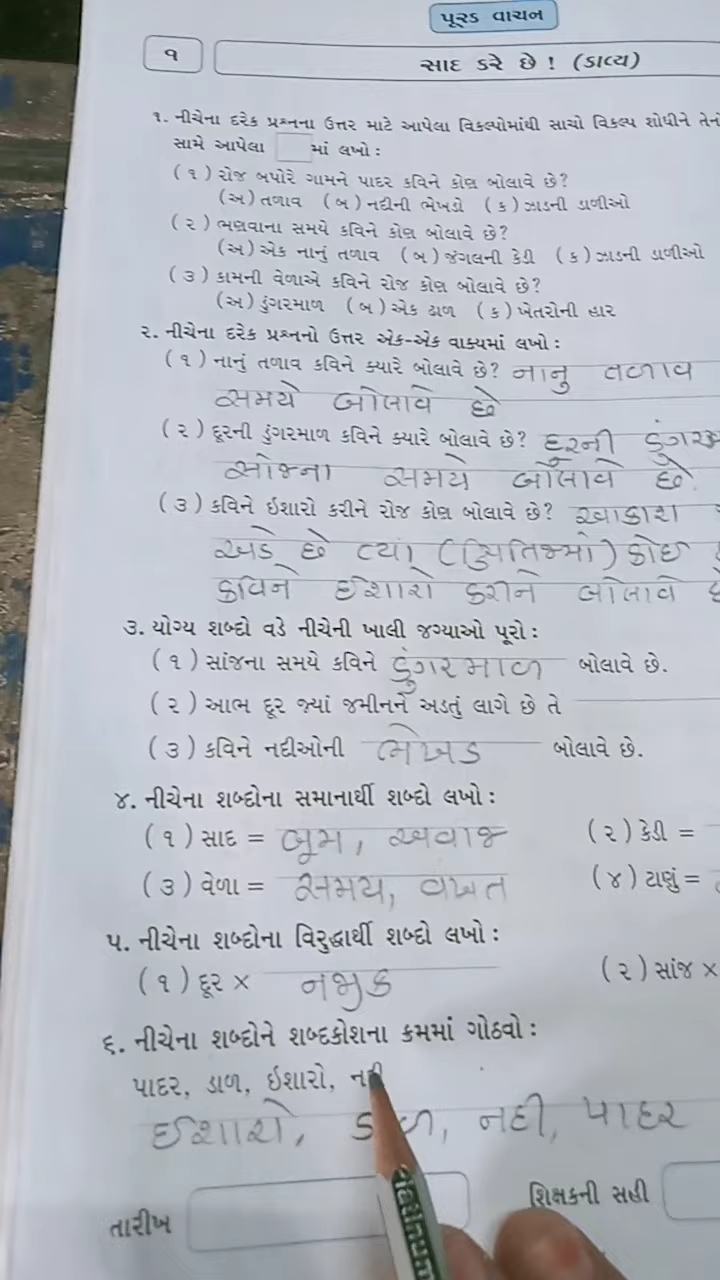 પૂરક વાચન
૧ સાદ કરે છે ! (કાવ્ય)
૧. નીચેના દરેક પ્રશ્નના ઉત્તર માટે આપેલા વિકલ્પોમાંથી સાચો વિકલ્પ શોધીને તેનો
સામે આપેલા માં લખો :
(૧) રોજ બપોરે ગામને પાદર કવિને કોણ બોલાવે છે?
(અ) તળાવ (બ) નદીની ભેખડો (ક) ઝાડની ડાળીઓ
(૨) ભણવાના સમયે કવિને કોણ બોલાવે છે?
(અ) એક નાનું તળાવ (બ) જંગલની કેડી (ક) ઝાડની ડાળીઓ
(૩) કામની વેળાએ કવિને રોજ કોણ બોલાવે છે?
(અ) ડુંગરમાળ (બ) એક ઢાળ (ક) ખેતરોની હાર
૨. નીચેના દરેક પ્રશ્નનો ઉત્તર એક-એક વાક્યમાં લખો :
(૧) નાનું તળાવ કવિને ક્યારે બોલાવે છે? નાનુ તળાવ
સમયે બોલાવે છે
(૨) દૂરની ડુંગરમાળ કવિને ક્યારે બોલાવે છે? દૂરની ડુંગરમ
સાંજના સમયે બોલાવે છે.
(૩) કવિને ઇશારો કરીને રોજ કોણ બોલાવે છે? આકાશ
અડે છે ત્યાં (ક્ષિતિજમાં) કોઈ
કવિને ઈશારો કરીને બોલાવે છે
૩. યોગ્ય શબ્દો વડે નીચેની ખાલી જગ્યાઓ પૂરો :
(૧) સાંજના સમયે કવિને ડુંગરમાળ બોલાવે છે.
(૨) આભ દૂર જ્યાં જમીનને અડતું લાગે છે તે
(૩) કવિને નદીઓની ભેખડ બોલાવે છે.
૪. નીચેના શબ્દોના સમાનાર્થી શબ્દો લખો :
(૧) સાદ = બૂમ, અવાજ (૨) કેડી =
(૩) વેળા = સમય, વખત (૪) ટાણું =
૫. નીચેના શબ્દોના વિરુદ્ધાર્થી શબ્દો લખો :
(૧) દૂર × નજીક (૨) સાંજ ×
૬. નીચેના શબ્દોને શબ્દકોશના ક્રમમાં ગોઠવો :
પાદર, ડાળ, ઇશારો, નદી
ઈશારો, ડાળ, નદી, પાદર
તારીખ શિક્ષકની સહી